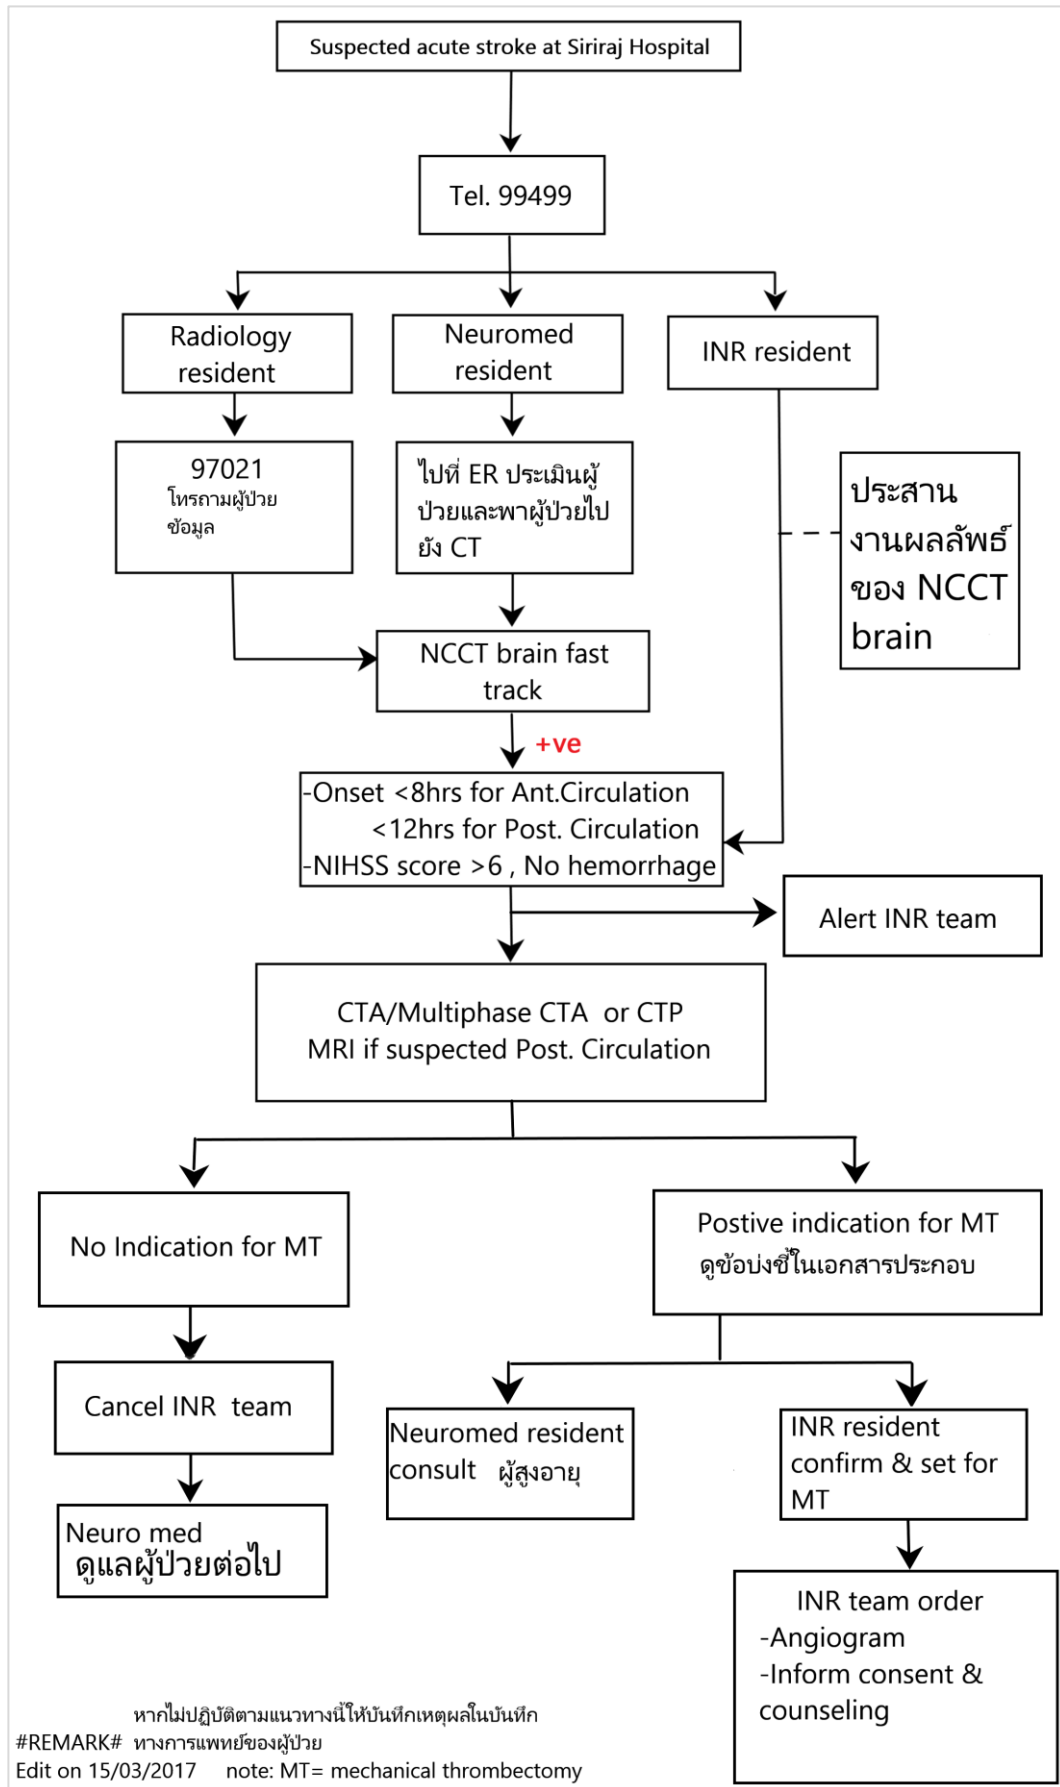 Suspected acute stroke at Siriraj Hospital
Tel. 99499
Radiology
resident
Neuromed
resident
INR resident
97021
โทรถามผู้ป่วย
ข้อมูล
ไปที่ ER ประเมินผู้
ป่วยและพาผู้ป่วยไป
ยัง CT
ประสาน
งานผลลัพธ์
ของ NCCT
brain
NCCT brain fast
track
+ve
-Onset <8hrs for Ant.Circulation
<12hrs for Post. Circulation
-NIHSS score >6 , No hemorrhage
Alert INR team
CTA/Multiphase CTA or CTP
MRI if suspected Post. Circulation
No Indication for MT
Postive indication for MT
ดูข้อบ่งชี้ในเอกสารประกอบ
Cancel INR team
Neuromed resident
consult ผู้สูงอายุ
INR resident
confirm & set for
MT
Neuro med
ดูแลผู้ป่วยต่อไป
INR team order
-Angiogram
-Inform consent &
counseling
หากไม่ปฏิบัติตามแนวทางนี้ให้บันทึกเหตุผลในบันทึก
#REMARK# ทางการแพทย์ของผู้ป่วย
Edit on 15/03/2017 note: MT= mechanical thrombectomy